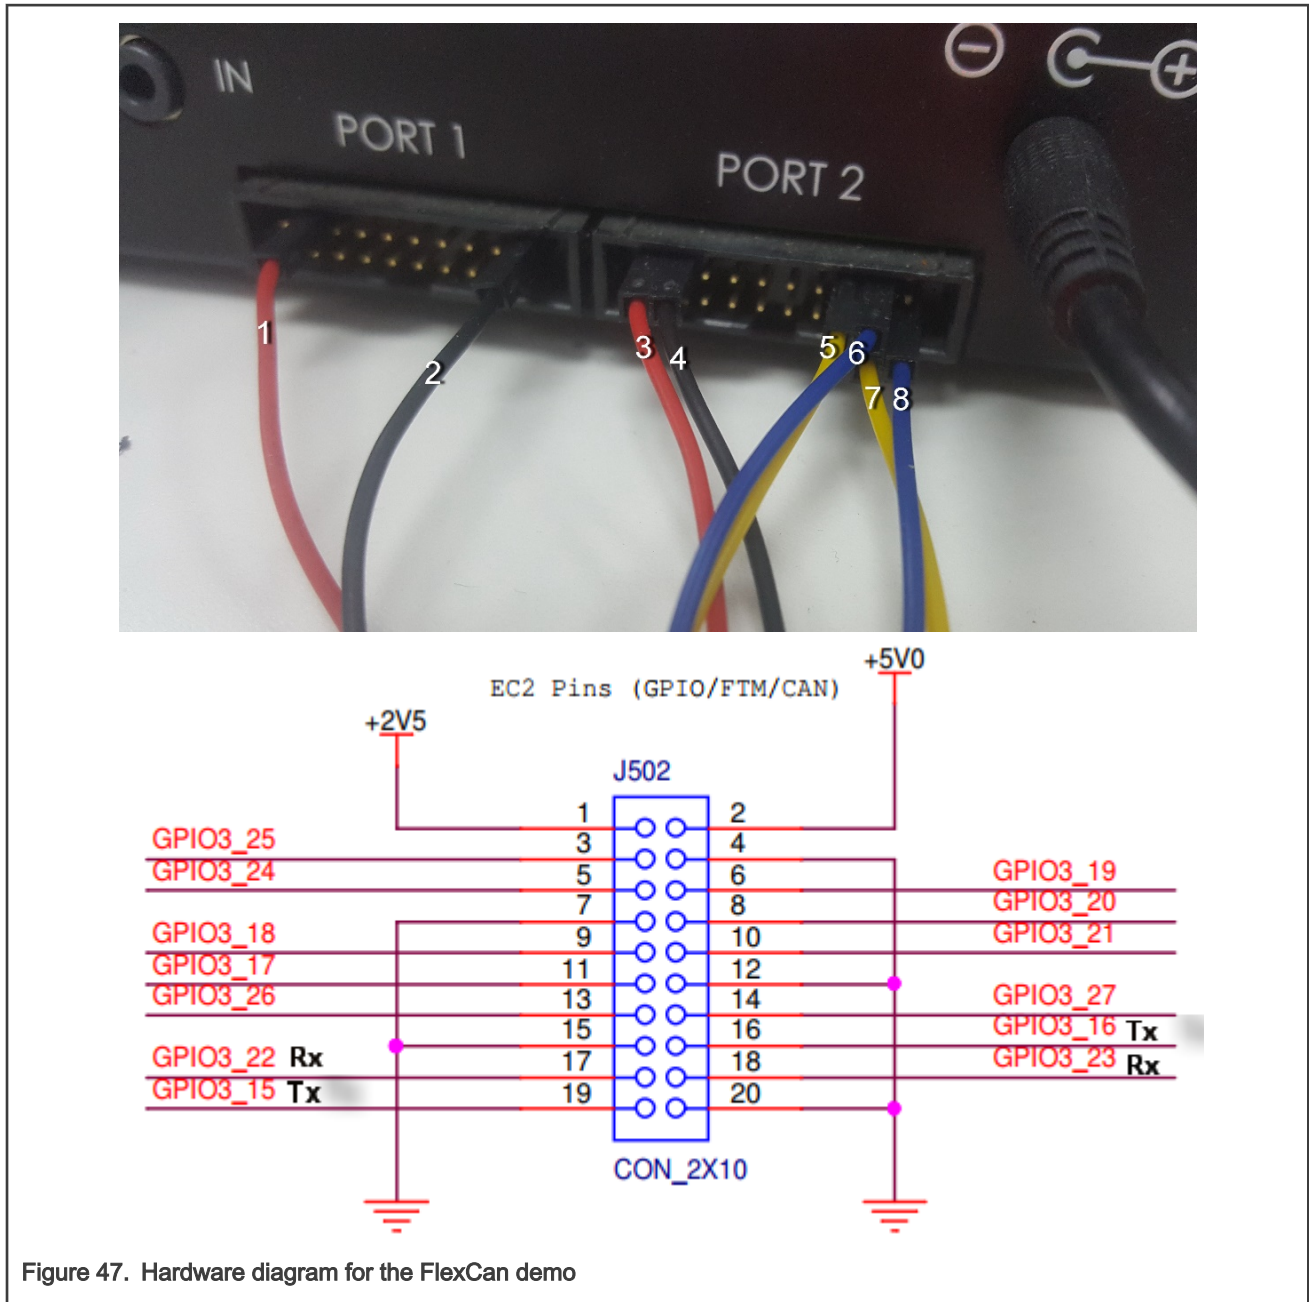 IN
PORT 1
PORT 2
1
2
3
4
5
6
7
8
+5V0
EC2 Pins (GPIO/FTM/CAN)
+2V5
J502
1
2
GPIO3_25
3
4
GPIO3_24
5
6
GPIO3_19
7
8
GPIO3_20
GPIO3_18
9
10
GPIO3_21
GPIO3_17
11
12
GPIO3_26
13
14
GPIO3_27
15
16
GPIO3_16 Tx
GPIO3_22 Rx
17
18
GPIO3_23 Rx
GPIO3_15 Tx
19
20
CON_2X10
Figure 47. Hardware diagram for the FlexCan demo